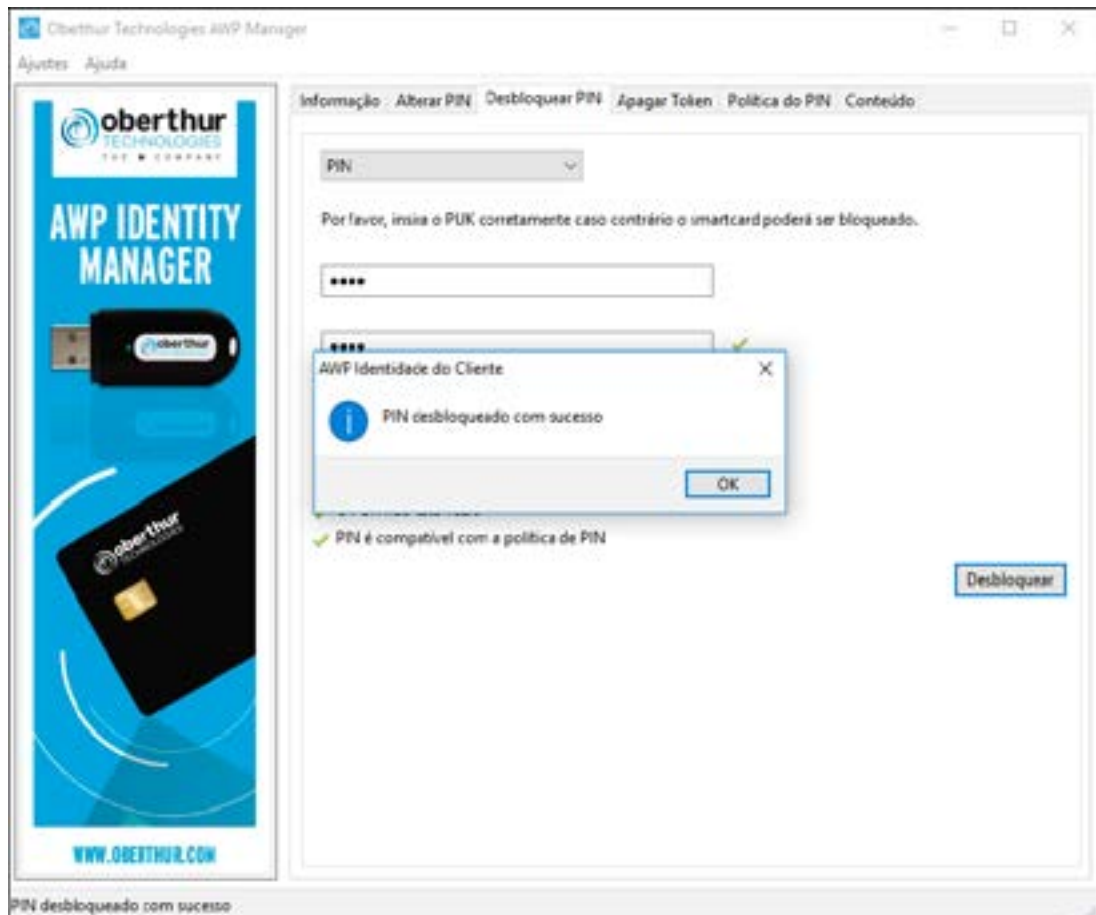 Oberthur Technologies AWP Manager
Ajustes Ajuda
oberthur
TECHNOLOGIES
THE M COMPANY
AWP IDENTITY
MANAGER
oberthur
oberthur
TECHNOLOGIES
WWW.OBERTHUR.COM
Informação Alterar PIN Desbloquear PIN Apagar Token Política do PIN Conteúdo
PIN
Por favor, insira o PUK corretamente caso contrário o smartcard poderá ser bloqueado.
••••
••••
AWP Identidade do Cliente
PIN desbloqueado com sucesso
OK
PIN é compatível com a política de PIN
Desbloquear
PIN desbloqueado com sucesso